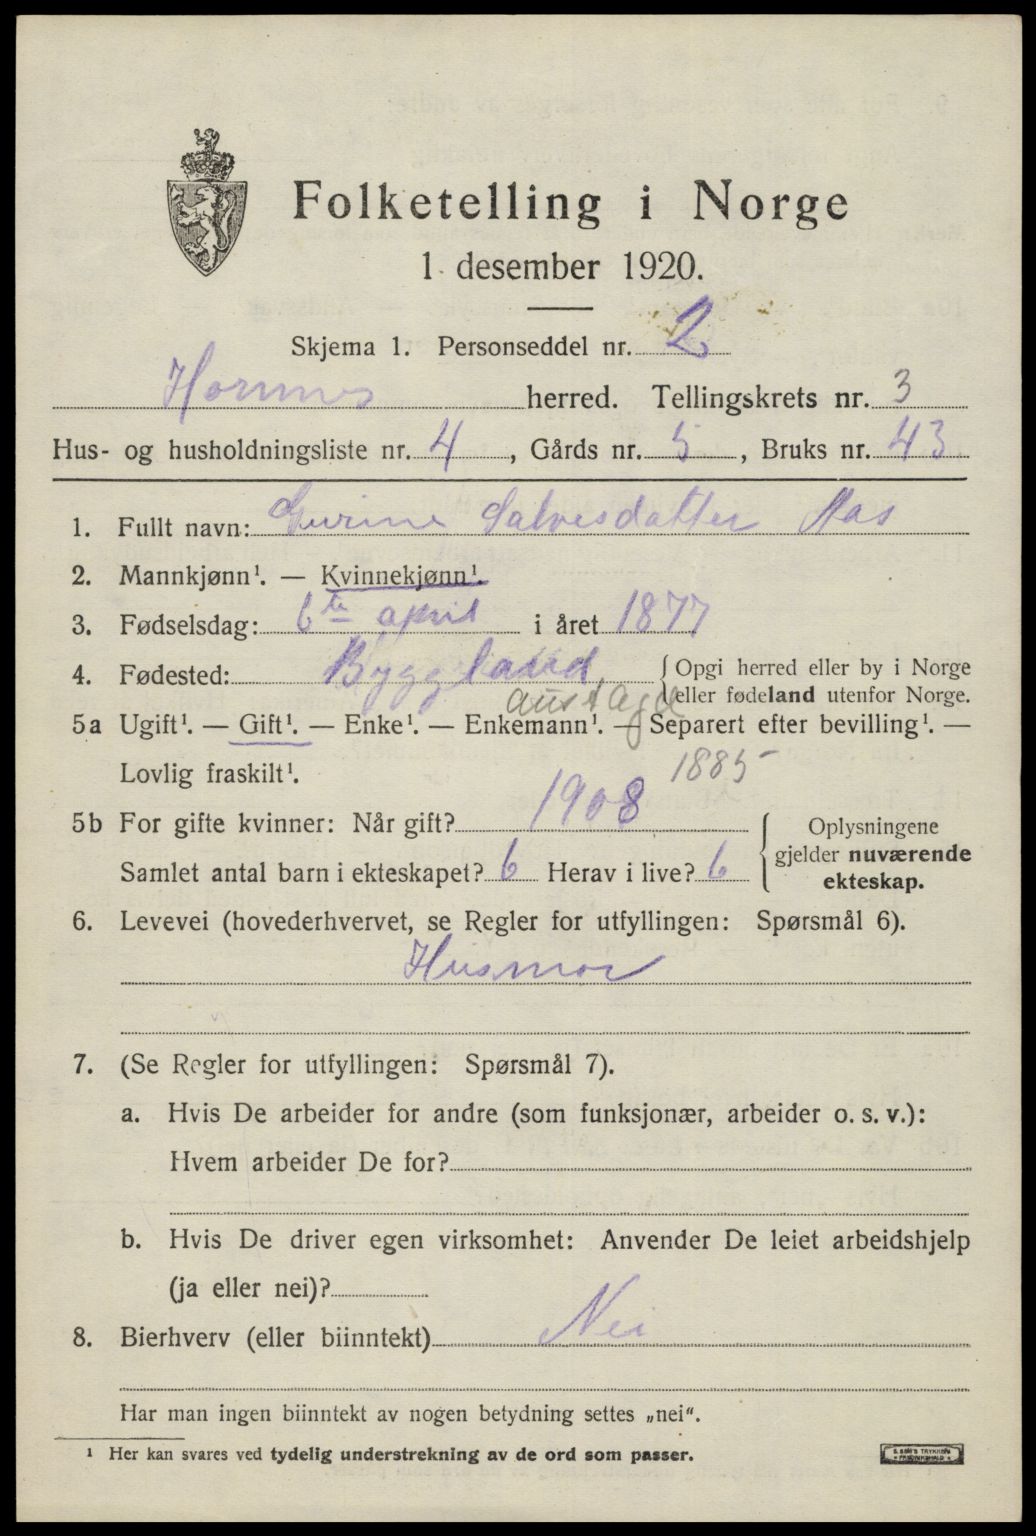 Folketelling i Norge
1. desember 1920.
Skjema 1. Personseddel nr. 2
Hornnes herred. Tellingskrets nr. 3
Hus- og husholdningsliste nr. 4, Gårds nr. 5, Bruks nr. 43
1. Fullt navn: Gurine Salvesdatter Aas
2. Mannkjønn¹. — Kvinnekjønn¹.
3. Fødselsdag: 6te april i året 1877
4. Fødested: Byggland, { Opgi herred eller by i Norge
Aust Agd eller fødeland utenfor Norge.
5a Ugift¹. — Gift¹. — Enke¹. — Enkemann¹. — Separert efter bevilling¹. —
Lovlig fraskilt¹. 1885
5b For gifte kvinner: Når gift? 1908 { Oplysningene
Samlet antal barn i ekteskapet? 6 Herav i live? 6 gjelder nuværende
ekteskap.
6. Levevei (hovederhvervet, se Regler for utfyllingen: Spørsmål 6).
Husmor
7. (Se Regler for utfyllingen: Spørsmål 7).
a. Hvis De arbeider for andre (som funksjonær, arbeider o. s. v.):
Hvem arbeider De for?
b. Hvis De driver egen virksomhet: Anvender De leiet arbeidshjelp
(ja eller nei)?
8. Bierhverv (eller biinntekt) Nei
Har man ingen biinntekt av nogen betydning settes „nei".
¹ Her kan svares ved tydelig understrekning av de ord som passer.